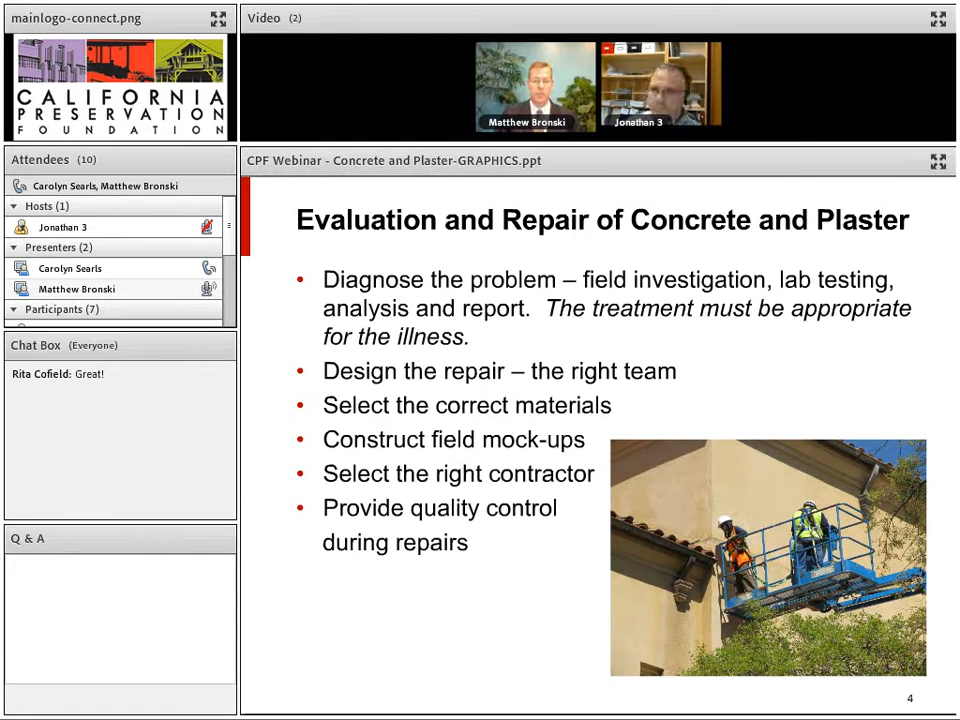 mainlogo-connect.png
CALIFORNIA
PRESERVATION
FOUNDATION
Attendees (10)
Carolyn Searls, Matthew Bronski
Hosts (1)
Jonathan 3
Presenters (2)
Carolyn Searls
Matthew Bronski
Participants (7)
Chat Box (Everyone)
Rita Cofield: Great!
Q & A
Video (2)
Matthew Bronski
Jonathan 3
CPF Webinar - Concrete and Plaster-GRAPHICS.ppt
Evaluation and Repair of Concrete and Plaster
• Diagnose the problem – field investigation, lab testing,
analysis and report. The treatment must be appropriate
for the illness.
• Design the repair – the right team
• Select the correct materials
• Construct field mock-ups
• Select the right contractor
• Provide quality control
during repairs
4